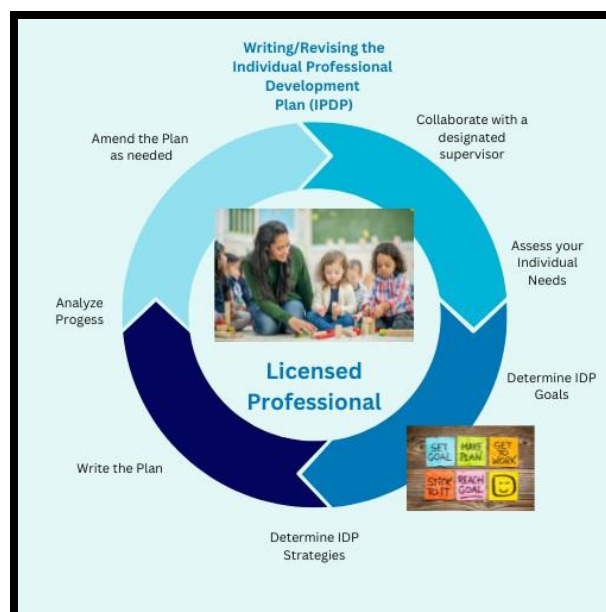 Writing/Revising the
Individual Professional
Development
Plan (IPDP)
Collaborate with a
designated
supervisor
Assess your
Individual
Needs
Determine IDP
Goals
Determine IDP
Strategies
Write the Plan
Analyze
Progess
Amend the Plan
as needed
Licensed
Professional
SET
GOAL
MAKE
PLAN
GET
TO
WORK
STICK
TO IT
REACH
GOAL